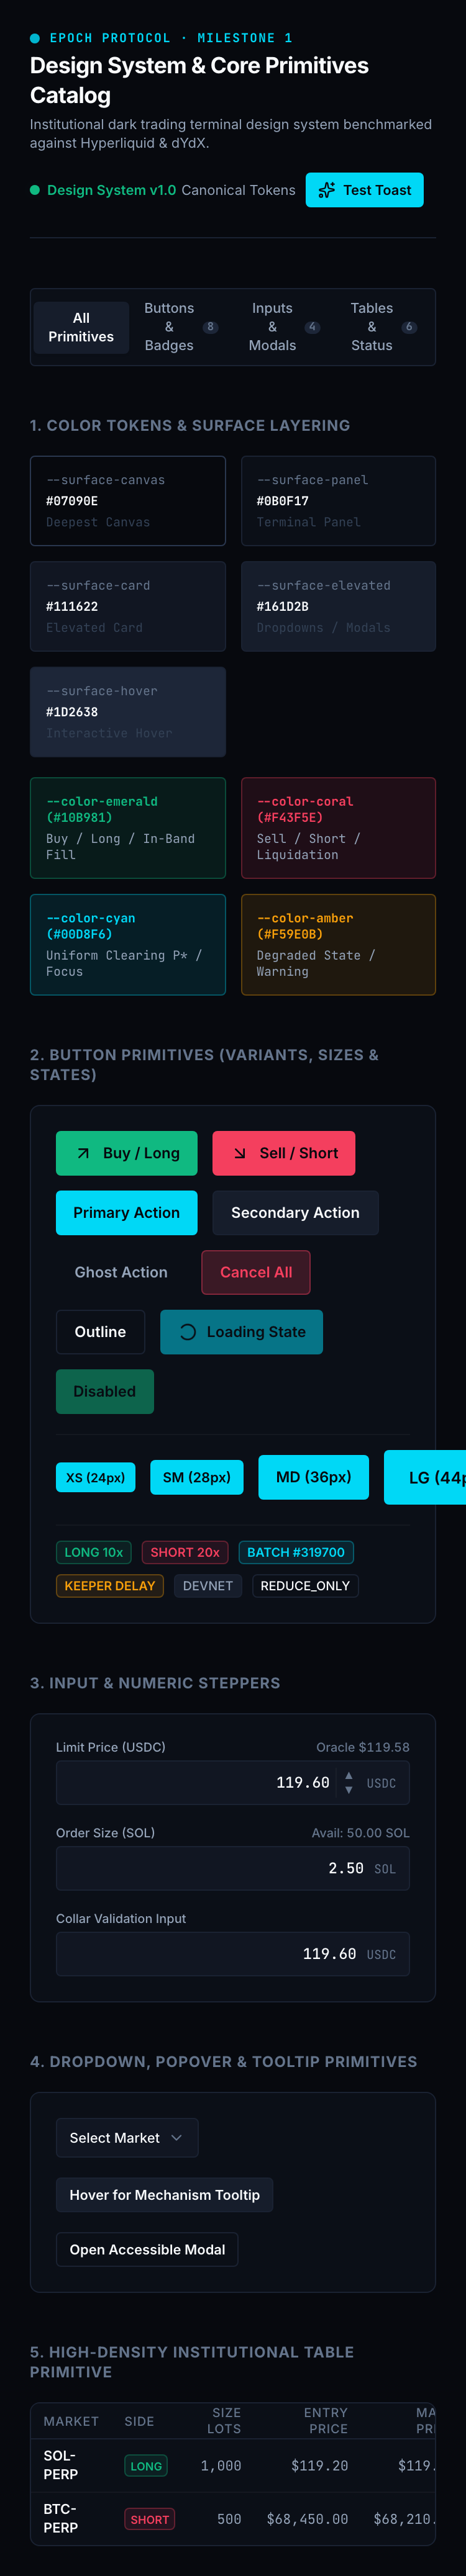 EPOCH PROTOCOL · MILESTONE 1
Design System & Core Primitives
Catalog
Institutional dark trading terminal design system benchmarked
against Hyperliquid & dYdX.
Design System v1.0 Canonical Tokens
Test Toast
All
Primitives
Buttons
&
Badges
8
Inputs
&
Modals
4
Tables
&
Status
6
1. COLOR TOKENS & SURFACE LAYERING
--surface-canvas
#07090E
Deepest Canvas
--surface-panel
#0B0F17
Terminal Panel
--surface-card
#111622
Elevated Card
--surface-elevated
#161D2B
Dropdowns / Modals
--surface-hover
#1D2638
Interactive Hover
--color-emerald
(#10B981)
Buy / Long / In-Band
Fill
--color-coral
(#F43F5E)
Sell / Short /
Liquidation
--color-cyan
(#00D8F6)
Uniform Clearing P* /
Focus
--color-amber
(#F59E0B)
Degraded State /
Warning
2. BUTTON PRIMITIVES (VARIANTS, SIZES &
STATES)
Buy / Long
Sell / Short
Primary Action
Secondary Action
Ghost Action
Cancel All
Outline
Loading State
Disabled
XS (24px)
SM (28px)
MD (36px)
LG (44p
LONG 10x
SHORT 20x
BATCH #319700
KEEPER DELAY
DEVNET
REDUCE_ONLY
3. INPUT & NUMERIC STEPPERS
Limit Price (USDC)
Oracle $119.58
119.60
▲
▼
USDC
Order Size (SOL)
Avail: 50.00 SOL
2.50 SOL
Collar Validation Input
119.60 USDC
4. DROPDOWN, POPOVER & TOOLTIP PRIMITIVES
Select Market
Hover for Mechanism Tooltip
Open Accessible Modal
5. HIGH-DENSITY INSTITUTIONAL TABLE
PRIMITIVE
MARKET
SIDE
SIZE
LOTS
ENTRY
PRICE
MA
PRI
SOL-
PERP
LONG
1,000
$119.20
$119.
BTC-
PERP
SHORT
500
$68,450.00
$68,210.